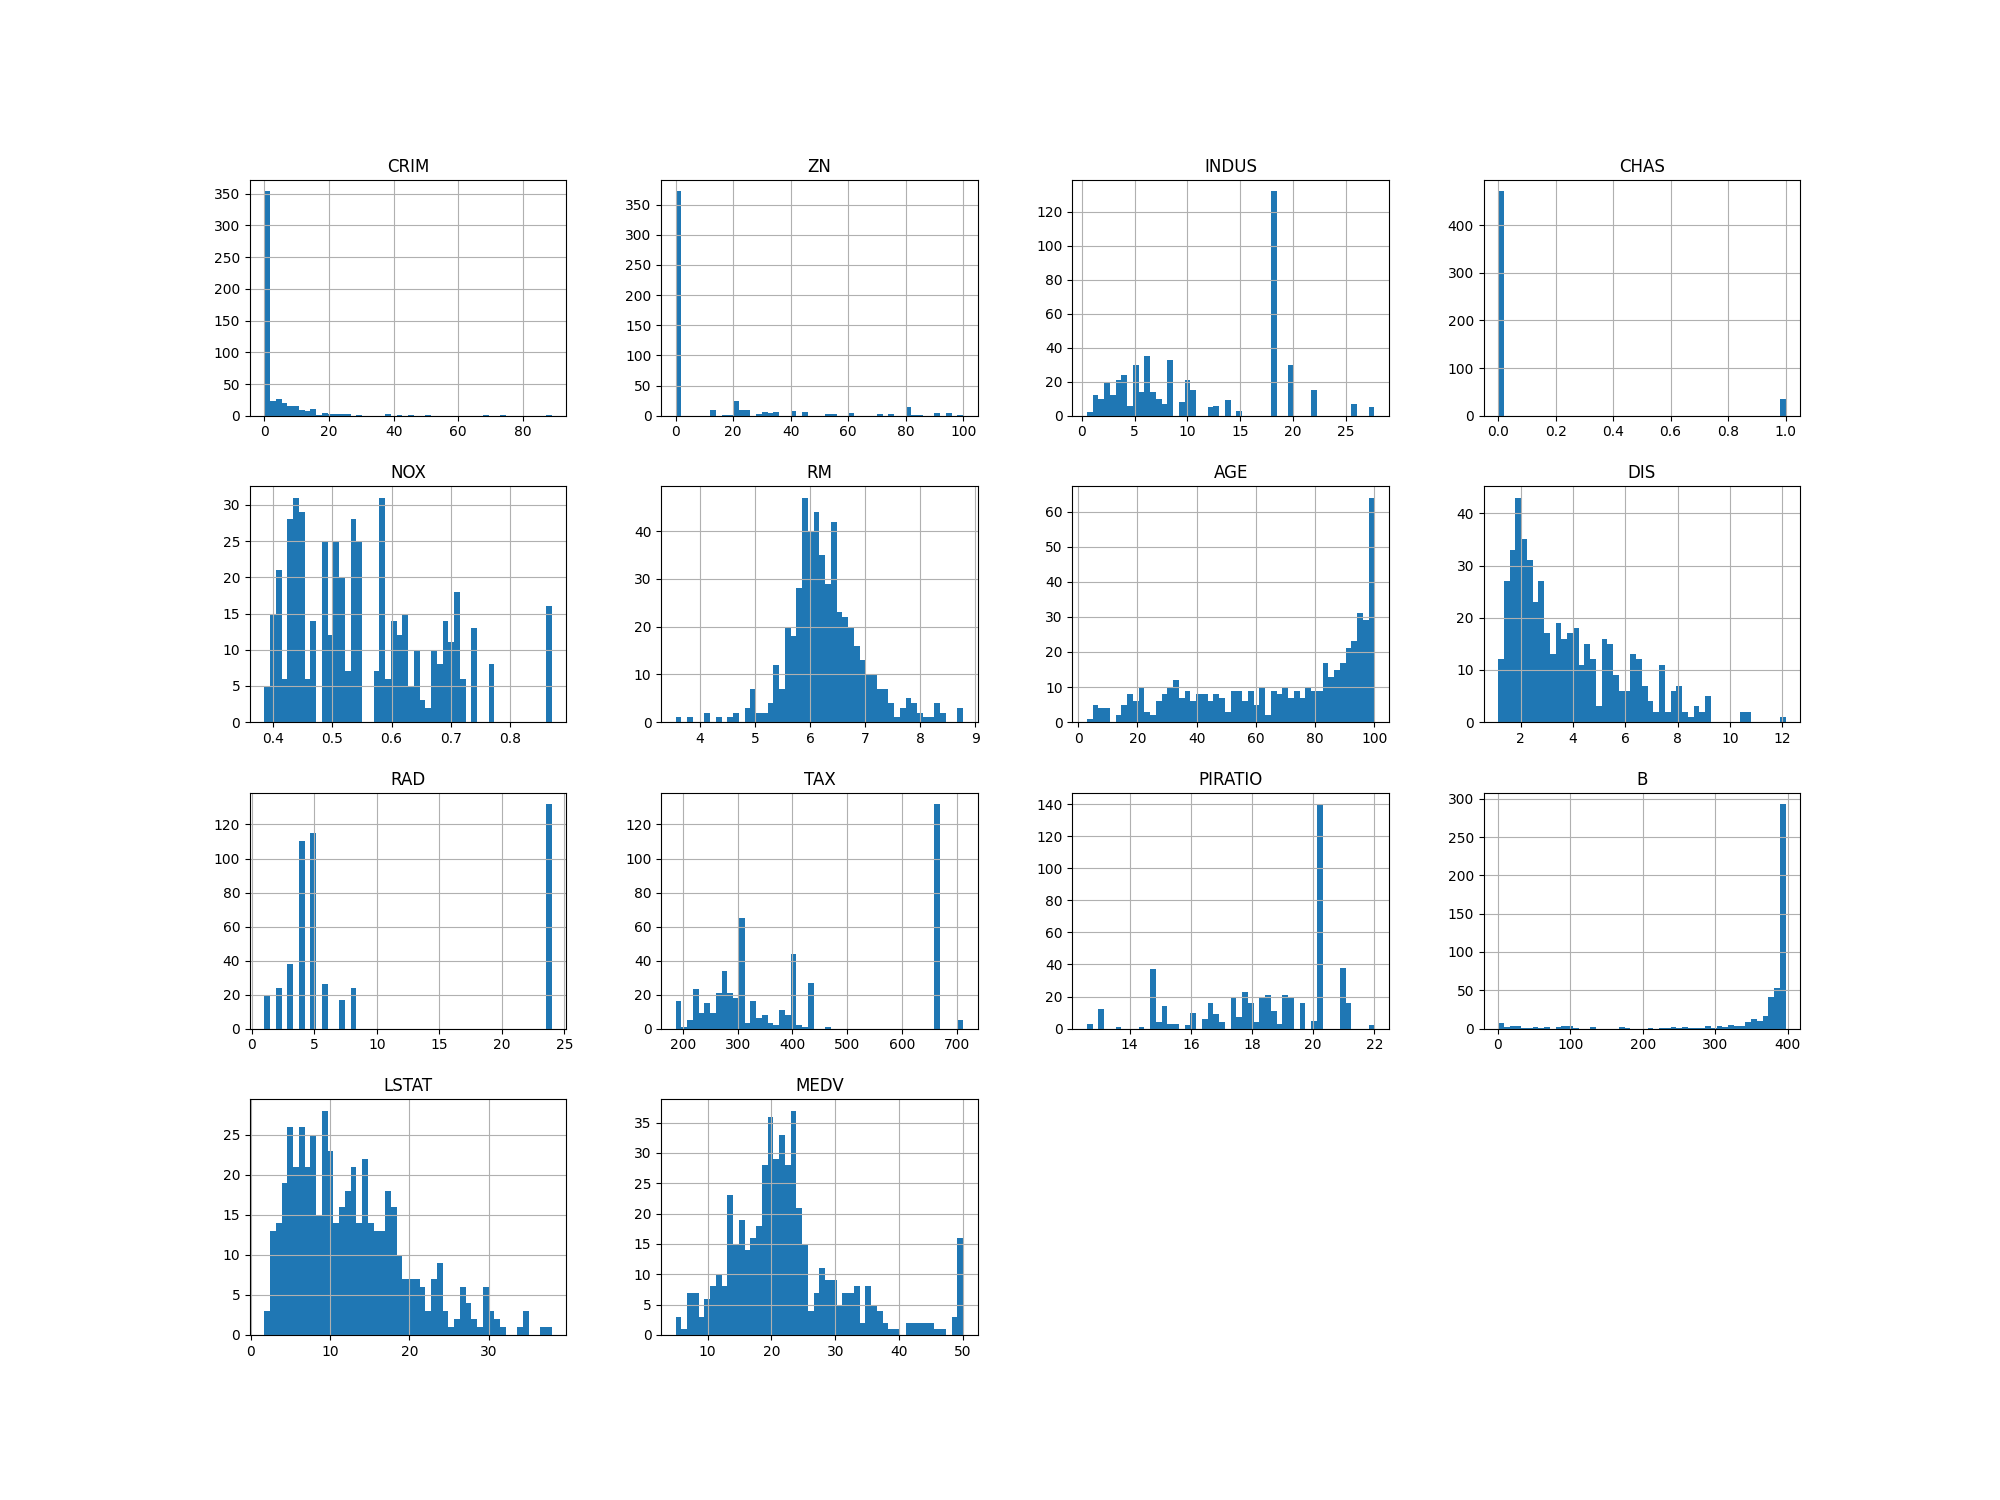 CRIM ZN INDUS CHAS
350 350 120 400
300 300 100 300
250 250 80 200
200 200 60 100
150 150 40 0
100 100 20
50 50 0
0 0
0 20 40 60 80
0 20 40 60 80 100
0 5 10 15 20 25
0.0 0.2 0.4 0.6 0.8 1.0
NOX RM AGE DIS
30 40 60 40
25 30 50 30
20 20 40 20
15 10 30 10
10 0 20 0
5 10
0 0
0.4 0.5 0.6 0.7 0.8
4 5 6 7 8 9
0 20 40 60 80 100
2 4 6 8 10 12
RAD TAX PIRATIO B
120 120 140 300
100 100 120 250
80 80 100 200
60 60 80 150
40 40 60 100
20 20 40 50
0 0 20 0
0
0 5 10 15 20 25
200 300 400 500 600 700
14 16 18 20 22
0 100 200 300 400
LSTAT MEDV
25 35
20 30
15 25
10 20
5 15
0 10
5
0
0 10 20 30
10 20 30 40 50